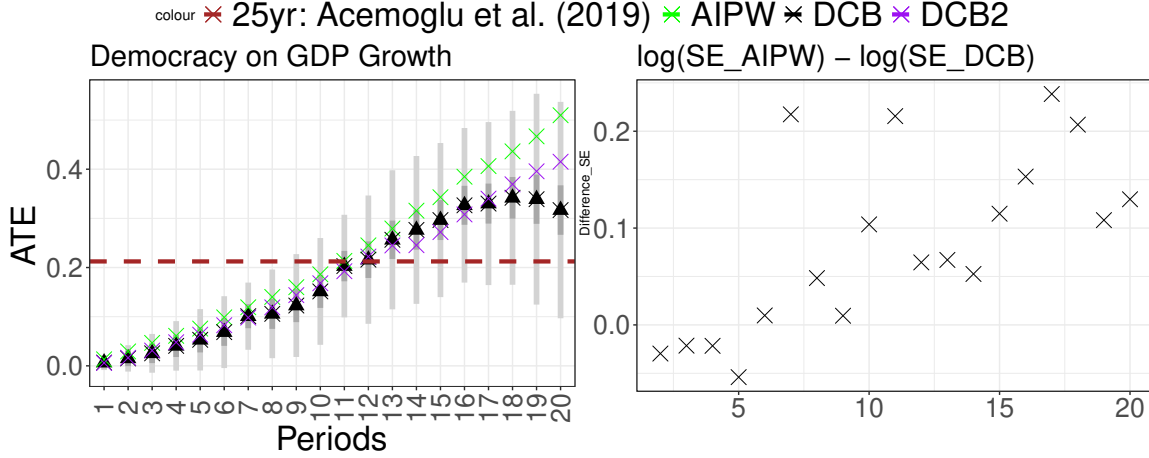 colour 25yr: Acemoglu et al. (2019) AIPW DCB DCB2
Democracy on GDP Growth
ATE
0.4
0.2
0.0
1 2 3 4 5 6 7 8 9 10 11 12 13 14 15 16 17 18 19 20
Periods
log(SE_AIPW) − log(SE_DCB)
Difference_SE
0.2
0.1
0.0
5 10 15 20